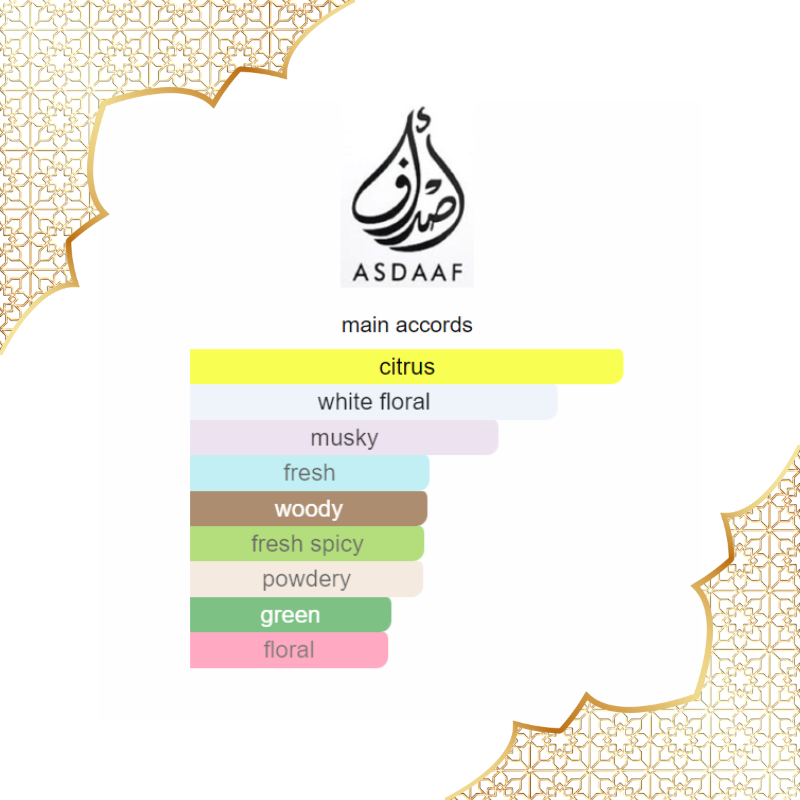 أصداف
ASDAAF
main accords
citrus
white floral
musky
fresh
woody
fresh spicy
powdery
green
floral